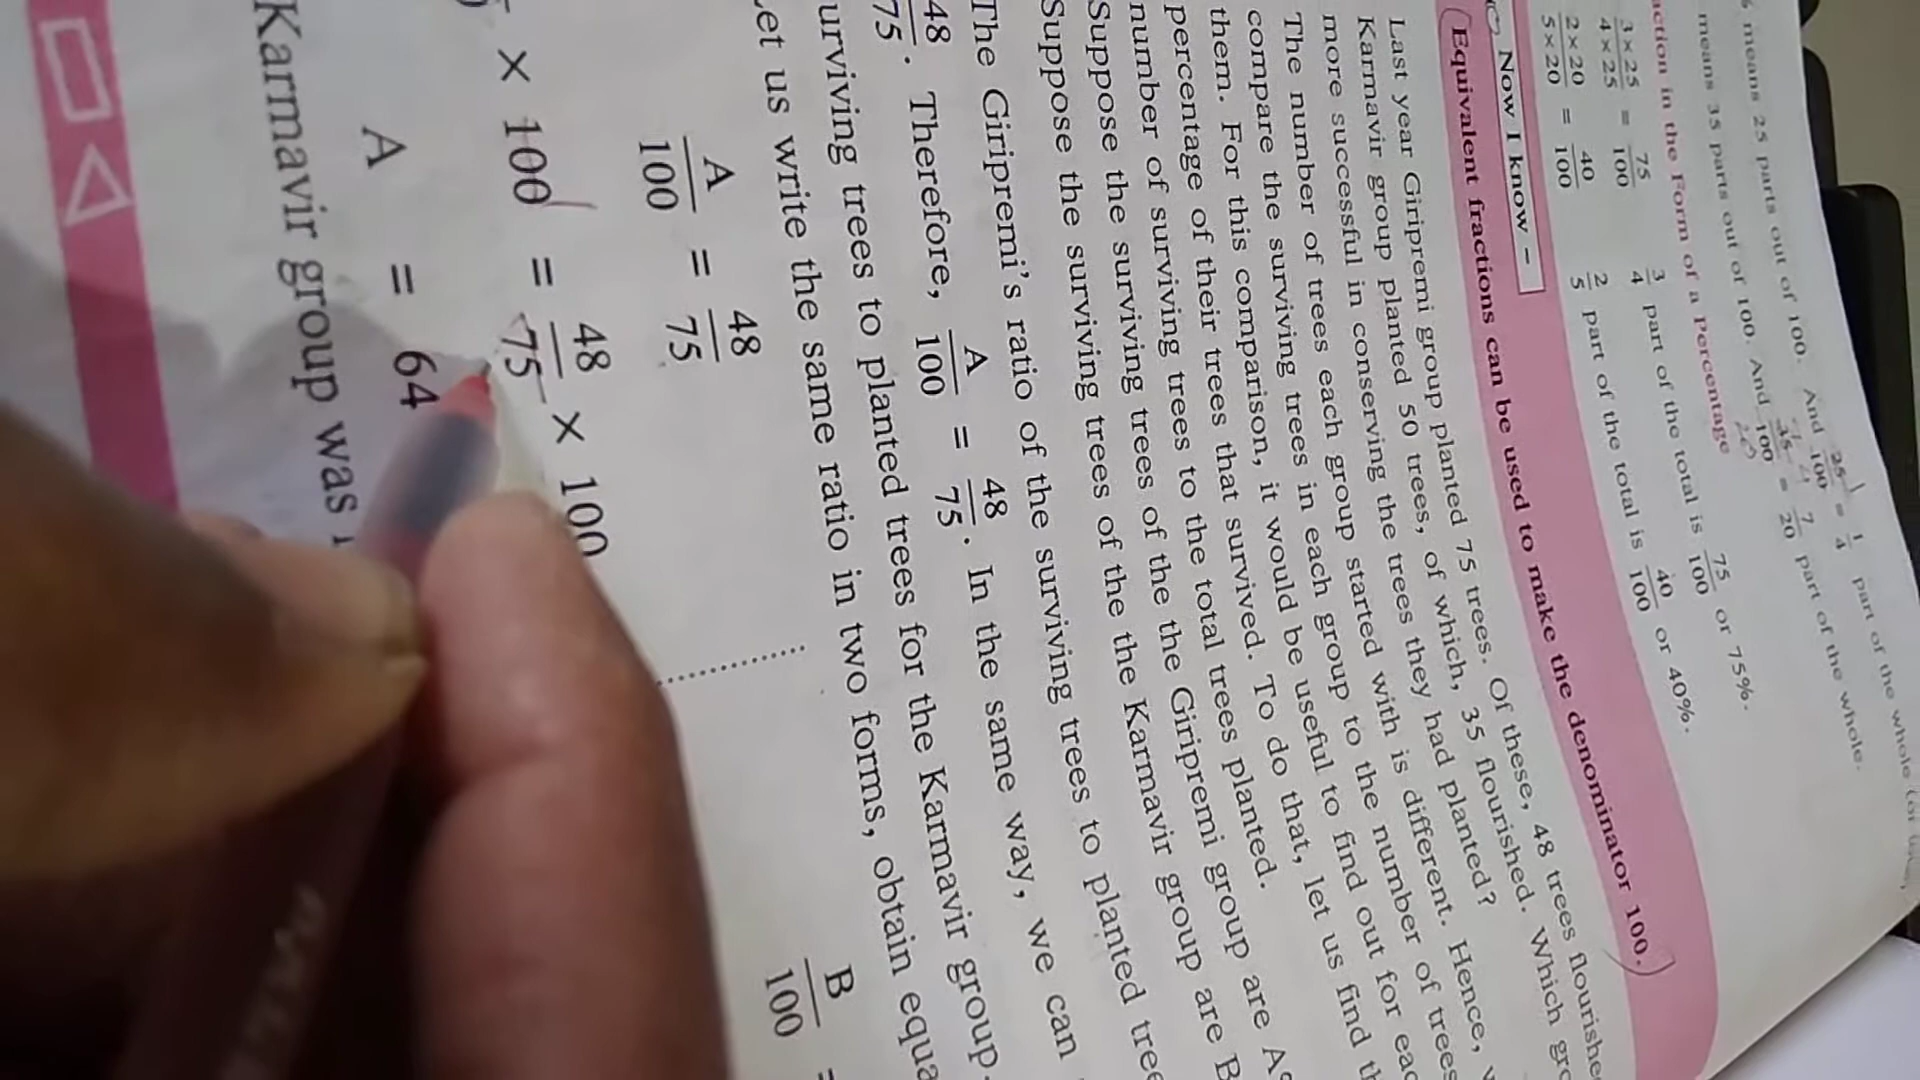 means 25 parts out of 100. And 25/100 = 1/4 part of the whole
means 35 parts out of 100. And 35/100 = 7/20 part of the whole.
action in the Form of a Percentage
3 × 25 / 4 × 25 = 75/100 3/4 part of the total is 75/100 or 75%.
2 × 20 / 5 × 20 = 40/100 2/5 part of the total is 40/100 or 40%.
Now I know –
Equivalent fractions can be used to make the denominator 100.
Last year Giripremi group planted 75 trees. Of these, 48 trees flourished
Karmavir group planted 50 trees, of which, 35 flourished. Which
more successful in conserving the trees they had planted?
The number of trees each group started with is different. Hence,
compare the surviving trees in each group to the number of trees
them. For this comparison, it would be useful to find out for
percentage of their trees that survived. To do that, let us find
number of surviving trees to the total trees planted.
Suppose the surviving trees of the the Giripremi group are A
Suppose the surviving trees of the the Karmavir group are B
The Giripremi's ratio of the surviving trees to planted
48/75. Therefore, A/100 = 48/75. In the same way, we can
urviving trees to planted trees for the Karmavir group.
et us write the same ratio in two forms, obtain
A/100 = 48/75 B/100 =
× 100 = 48/75 × 100
A = 64
Karmavir group was